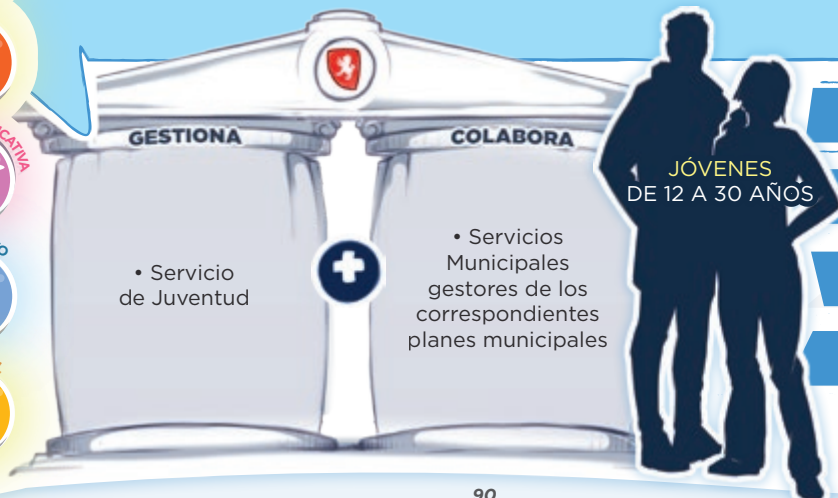 GESTIONA
COLABORA
• Servicio
de Juventud
• Servicios
Municipales
gestores de los
correspondientes
planes municipales
JÓVENES
DE 12 A 30 AÑOS
CATIVA
90